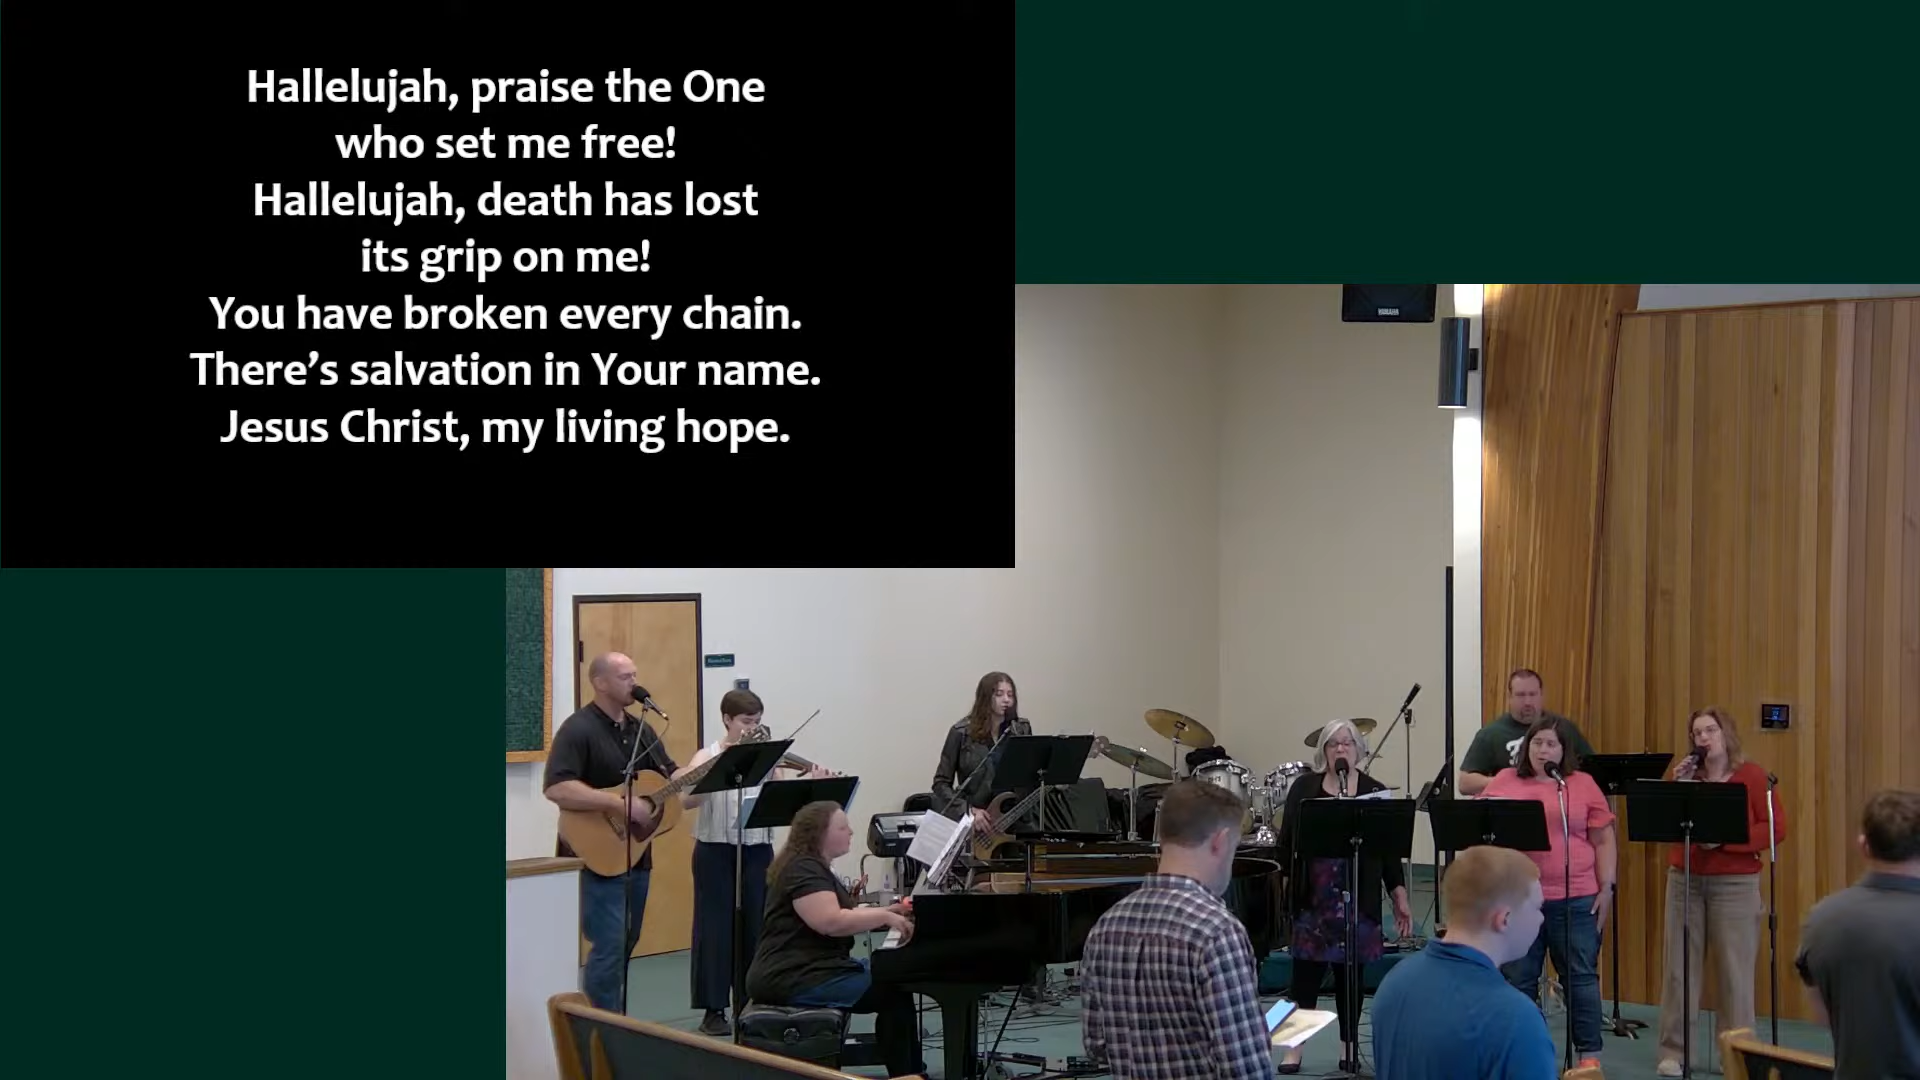 Hallelujah, praise the One
who set me free!
Hallelujah, death has lost
its grip on me!
You have broken every chain.
There’s salvation in Your name.
Jesus Christ, my living hope.
YAMAHA